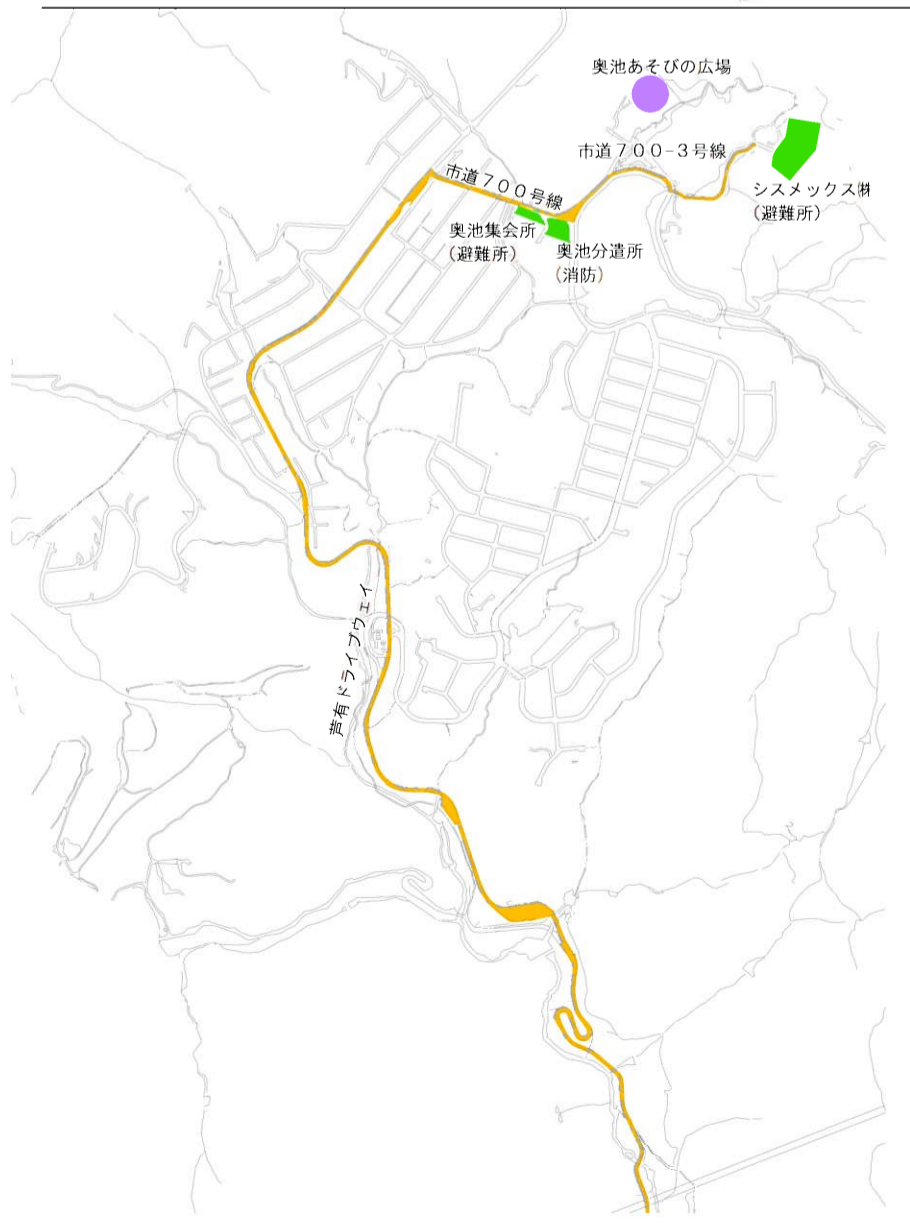 奥池あそびの広場
市道700-3号線
市道700号線
シスメックス㈱
(避難所)
奥池集会所
(避難所)
奥池分遣所
(消防)
芦有ドライブウェイ